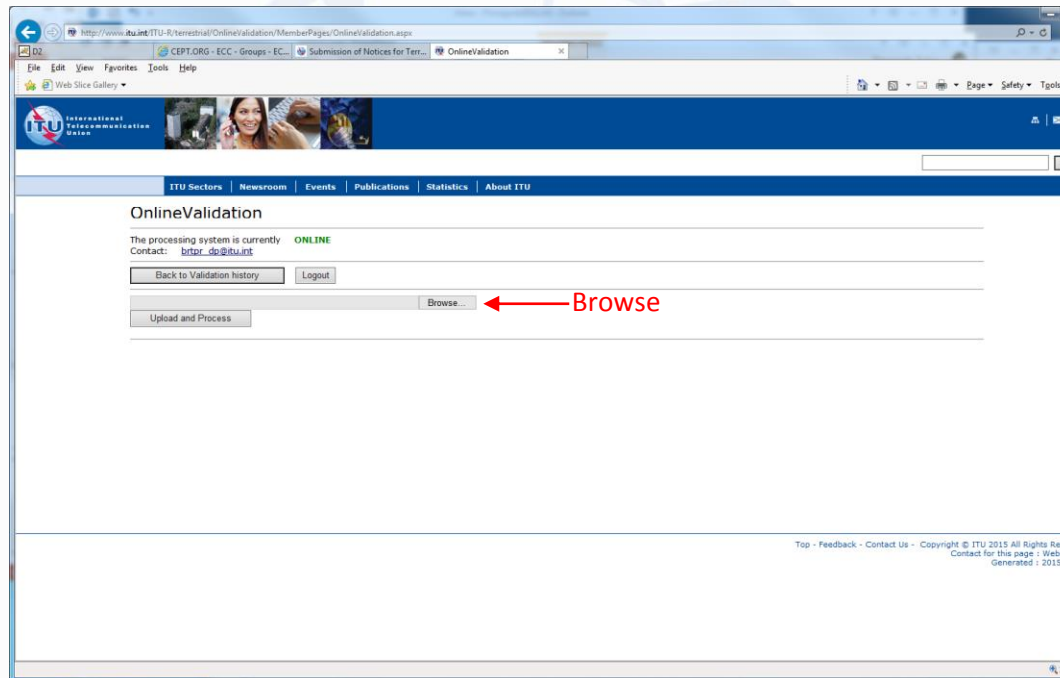 http://www.itu.int/ITU-R/terrestrial/OnlineValidation/MemberPages/OnlineValidation.aspx
D2 CEPT.ORG - ECC - Groups - EC... Submission of Notices for Terr... OnlineValidation
File Edit View Favorites Tools Help
Web Slice Gallery Page Safety Tools
International
Telecommunication
Union
ITU
ITU Sectors | Newsroom | Events | Publications | Statistics | About ITU
OnlineValidation
The processing system is currently ONLINE
Contact: brtpr_dp@itu.int
Back to Validation history Logout
Browse... Browse
Upload and Process
Top - Feedback - Contact Us - Copyright © ITU 2015 All Rights Re
Contact for this page : Web
Generated : 2015